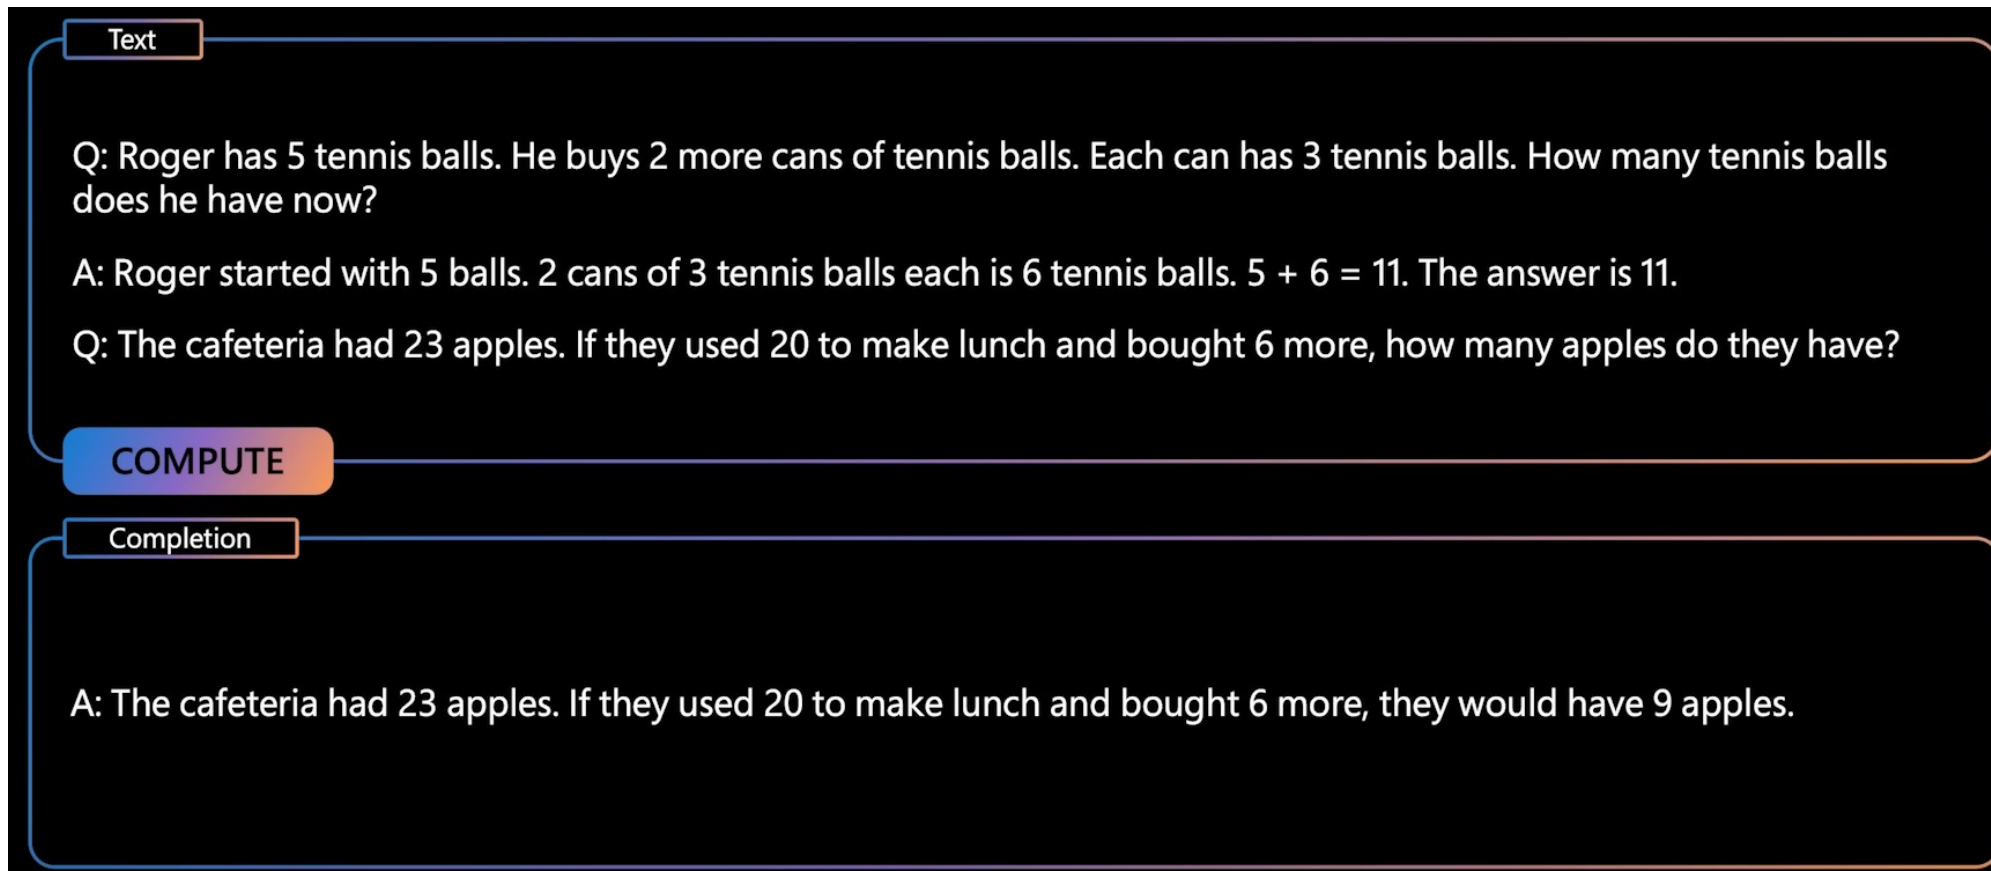 Text
Q: Roger has 5 tennis balls. He buys 2 more cans of tennis balls. Each can has 3 tennis balls. How many tennis balls
does he have now?
A: Roger started with 5 balls. 2 cans of 3 tennis balls each is 6 tennis balls. 5 + 6 = 11. The answer is 11.
Q: The cafeteria had 23 apples. If they used 20 to make lunch and bought 6 more, how many apples do they have?
COMPUTE
Completion
A: The cafeteria had 23 apples. If they used 20 to make lunch and bought 6 more, they would have 9 apples.